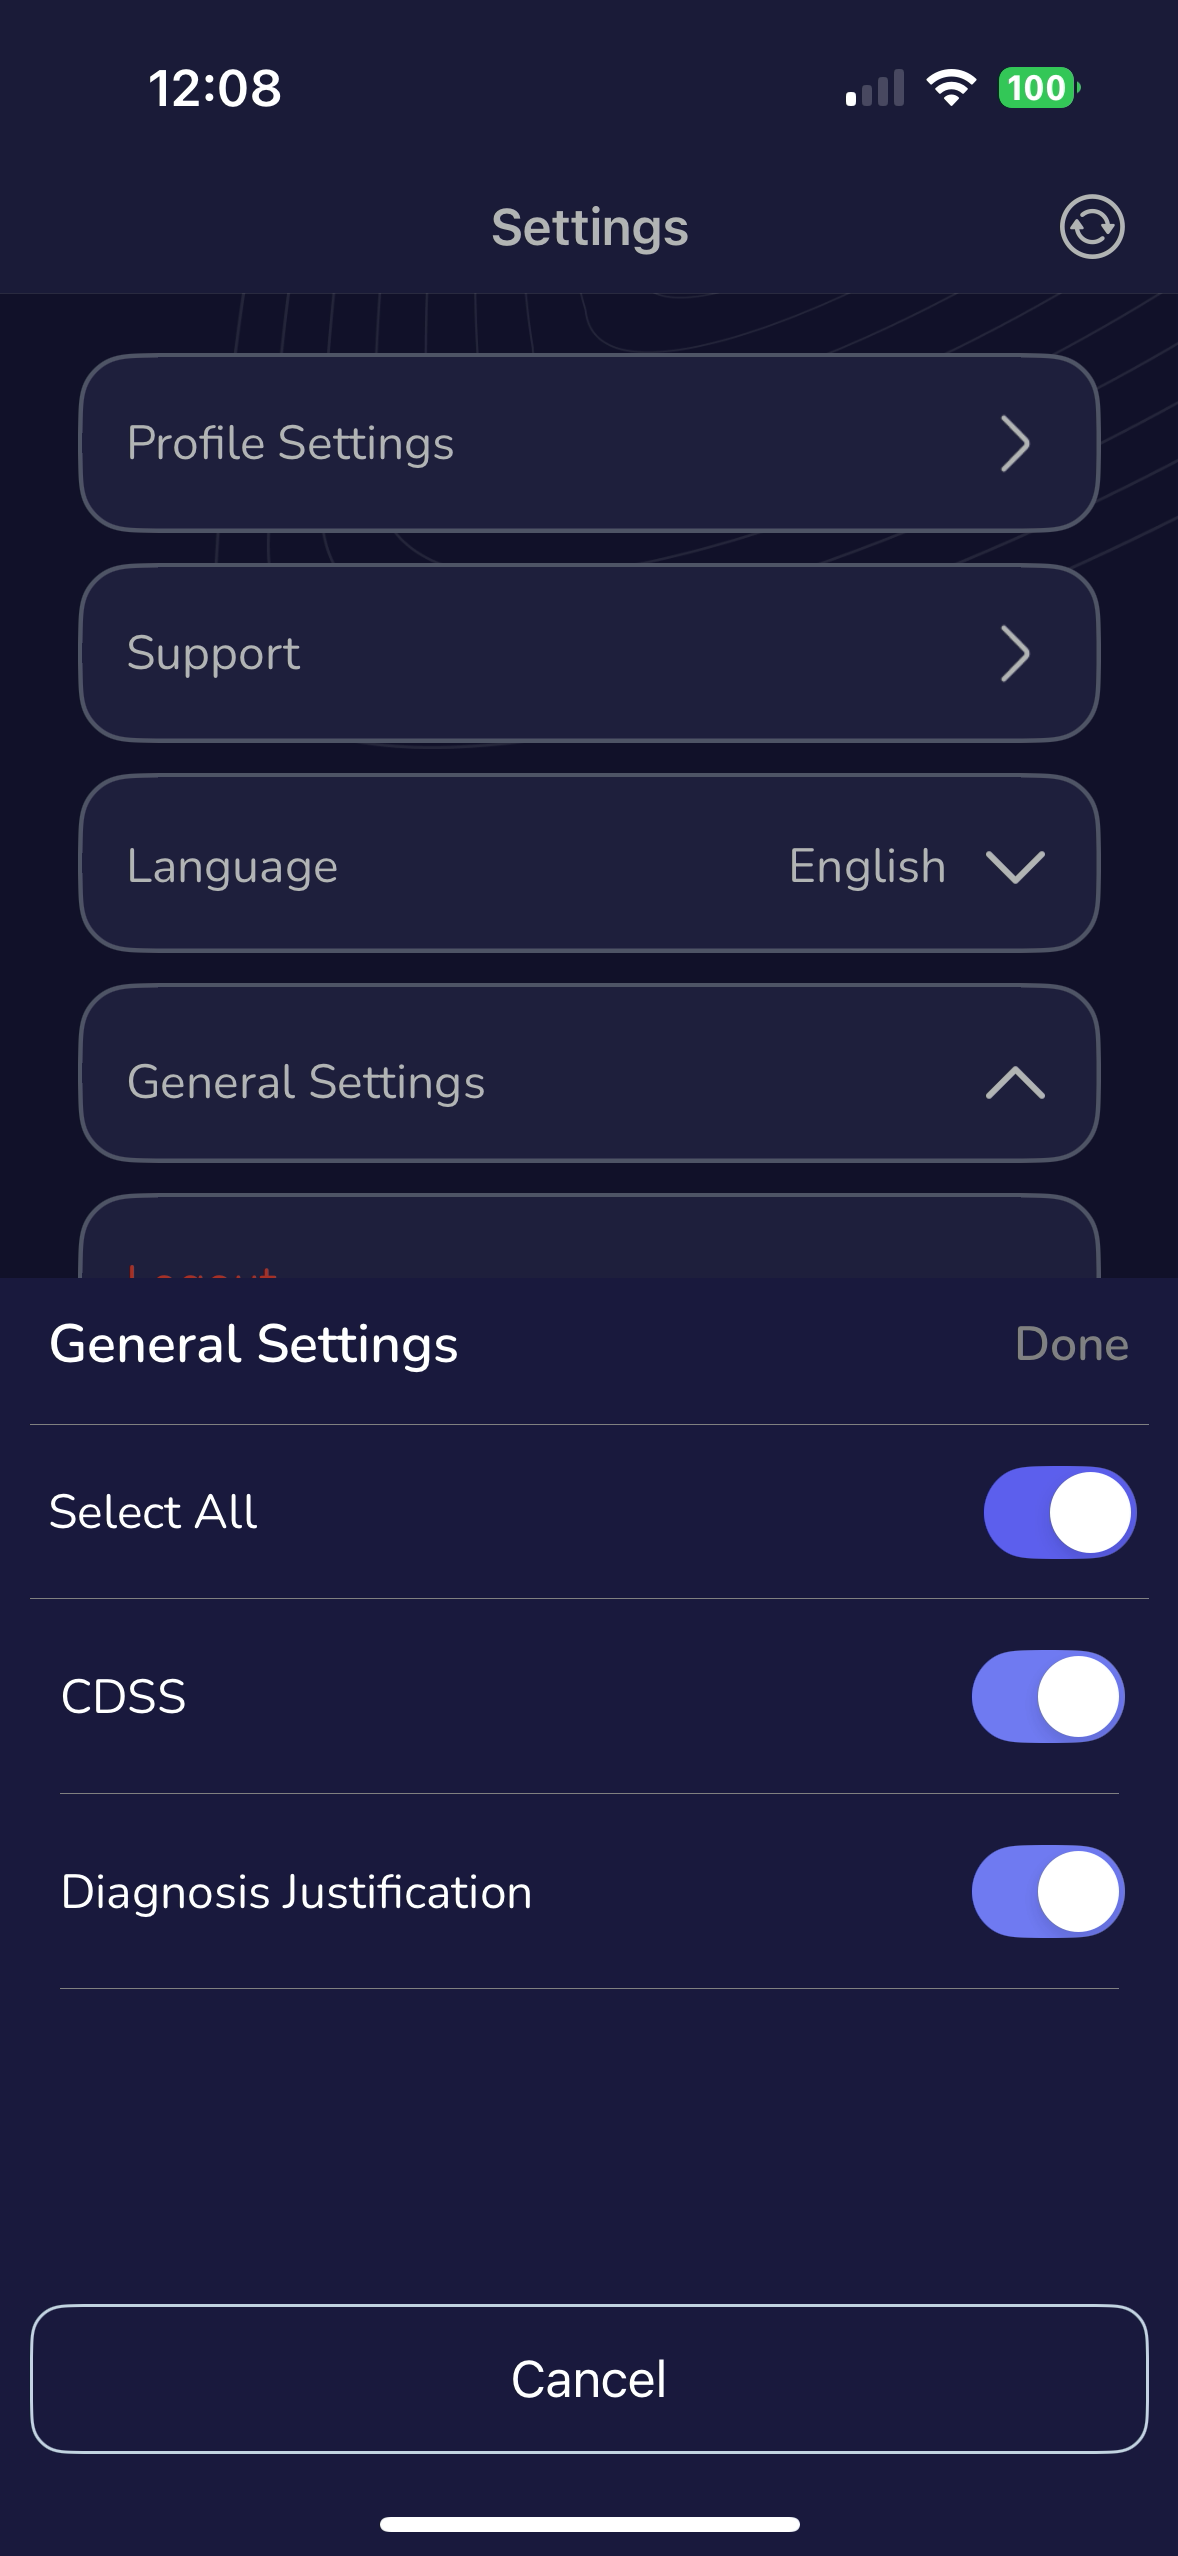 12:08
100
Settings
Profile Settings
Support
Language English
General Settings
Logout
General Settings Done
Select All
CDSS
Diagnosis Justification
Cancel